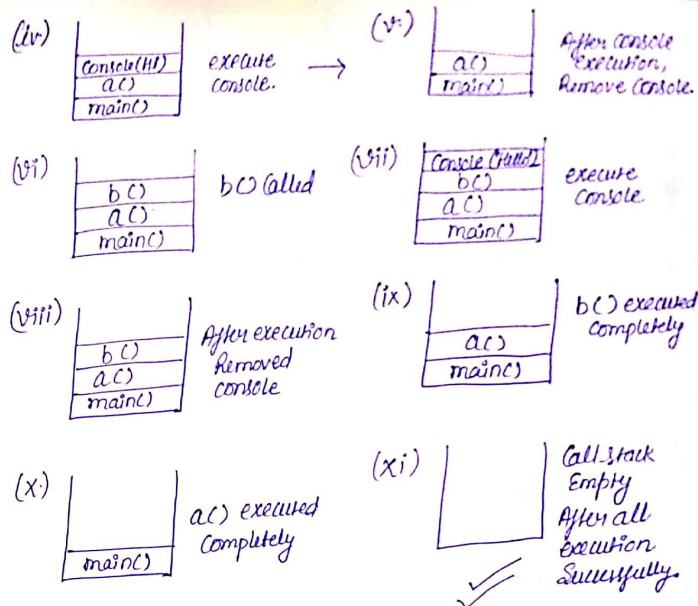 (iv)
Console(H1)
a()
main()
execute
console.
→
(v.)
a()
main()
After console
Execution,
Remove Console.
(vi)
b()
a()
main()
b() Called
(vii)
Console
b()
a()
main()
execute
Console.
(viii)
b()
a()
main()
After execution
Removed
console
(ix)
a()
main()
b() executed
Completely
(x.)
main()
a() executed
Completely
(xi)
Call stack
Empty
After all
execution
Successfully.